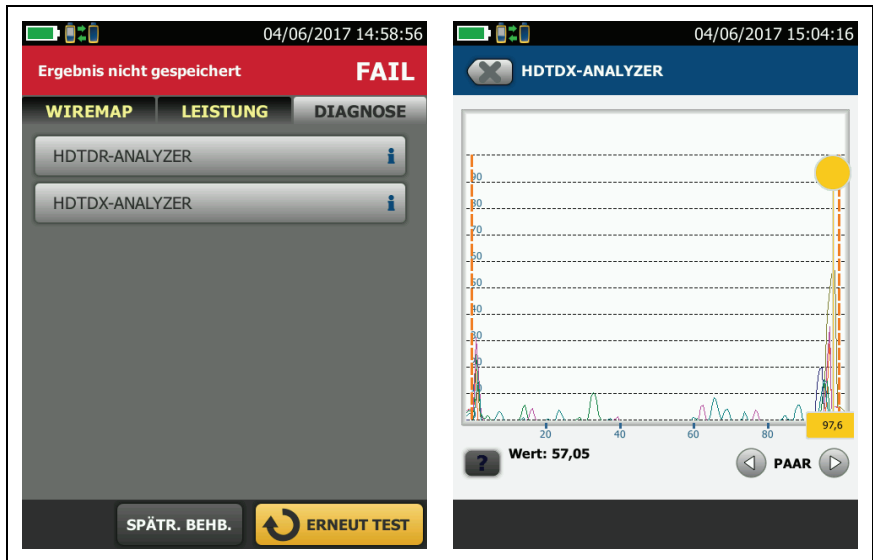 04/06/2017 14:58:56
Ergebnis nicht gespeichert FAIL
WIREMAP LEISTUNG DIAGNOSE
HDTDR-ANALYZER i
HDTDX-ANALYZER i
SPÄTR. BEHB. ERNEUT TEST
04/06/2017 15:04:16
HDTDX-ANALYZER
90
80
70
60
50
40
30
20
20 40 60 80 97,6
? Wert: 57,05 PAAR